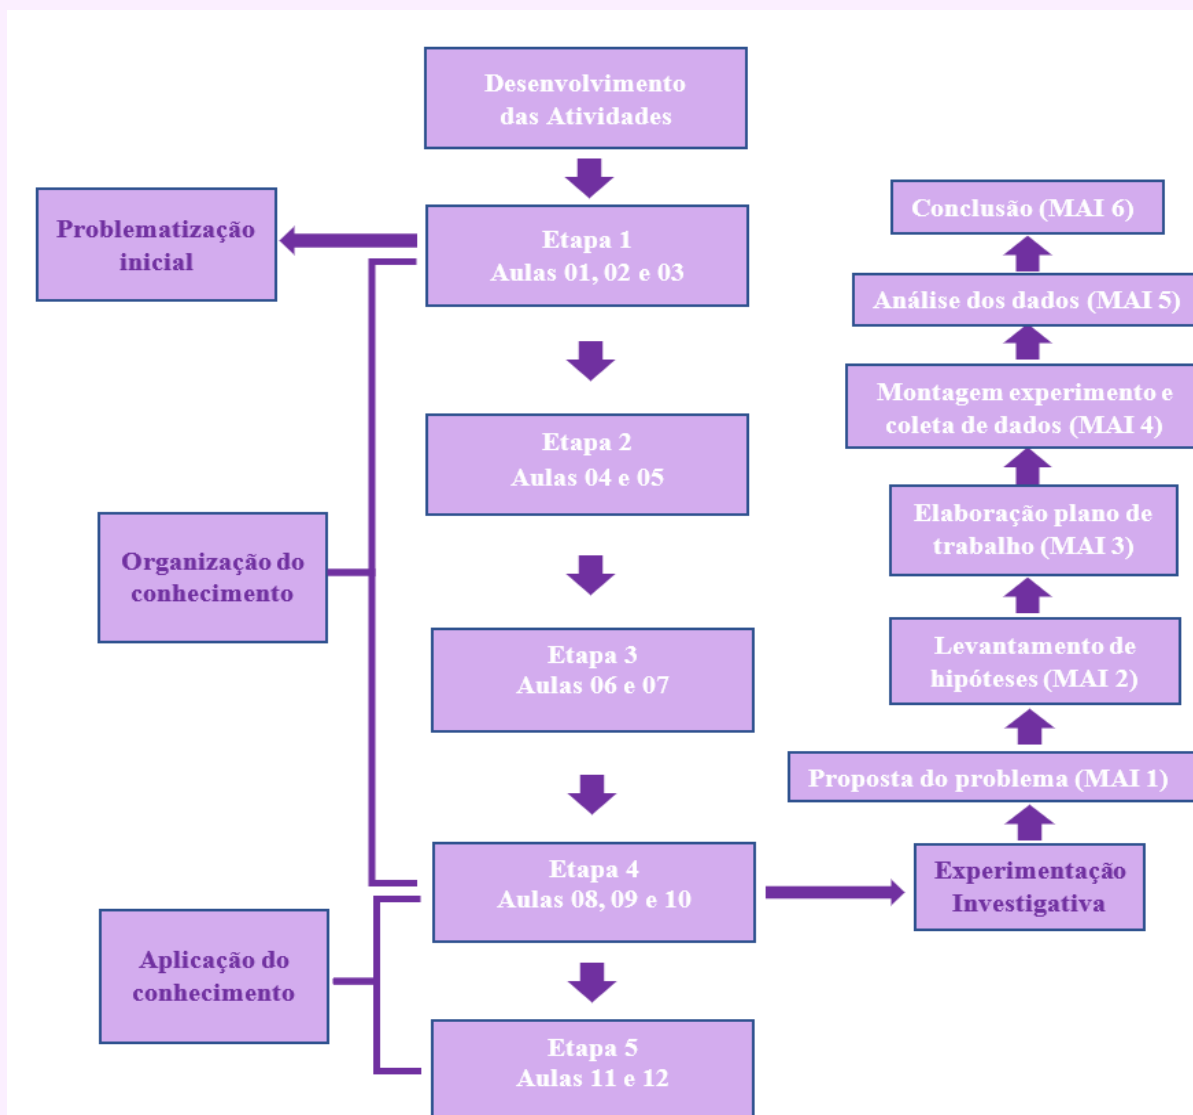 Desenvolvimento
das Atividades
Problematização
inicial
Etapa 1
Aulas 01, 02 e 03
Etapa 2
Aulas 04 e 05
Organização do
conhecimento
Etapa 3
Aulas 06 e 07
Etapa 4
Aulas 08, 09 e 10
Aplicação do
conhecimento
Etapa 5
Aulas 11 e 12
Conclusão (MAI 6)
Análise dos dados (MAI 5)
Montagem experimento e
coleta de dados (MAI 4)
Elaboração plano de
trabalho (MAI 3)
Levantamento de
hipóteses (MAI 2)
Proposta do problema (MAI 1)
Experimentação
Investigativa